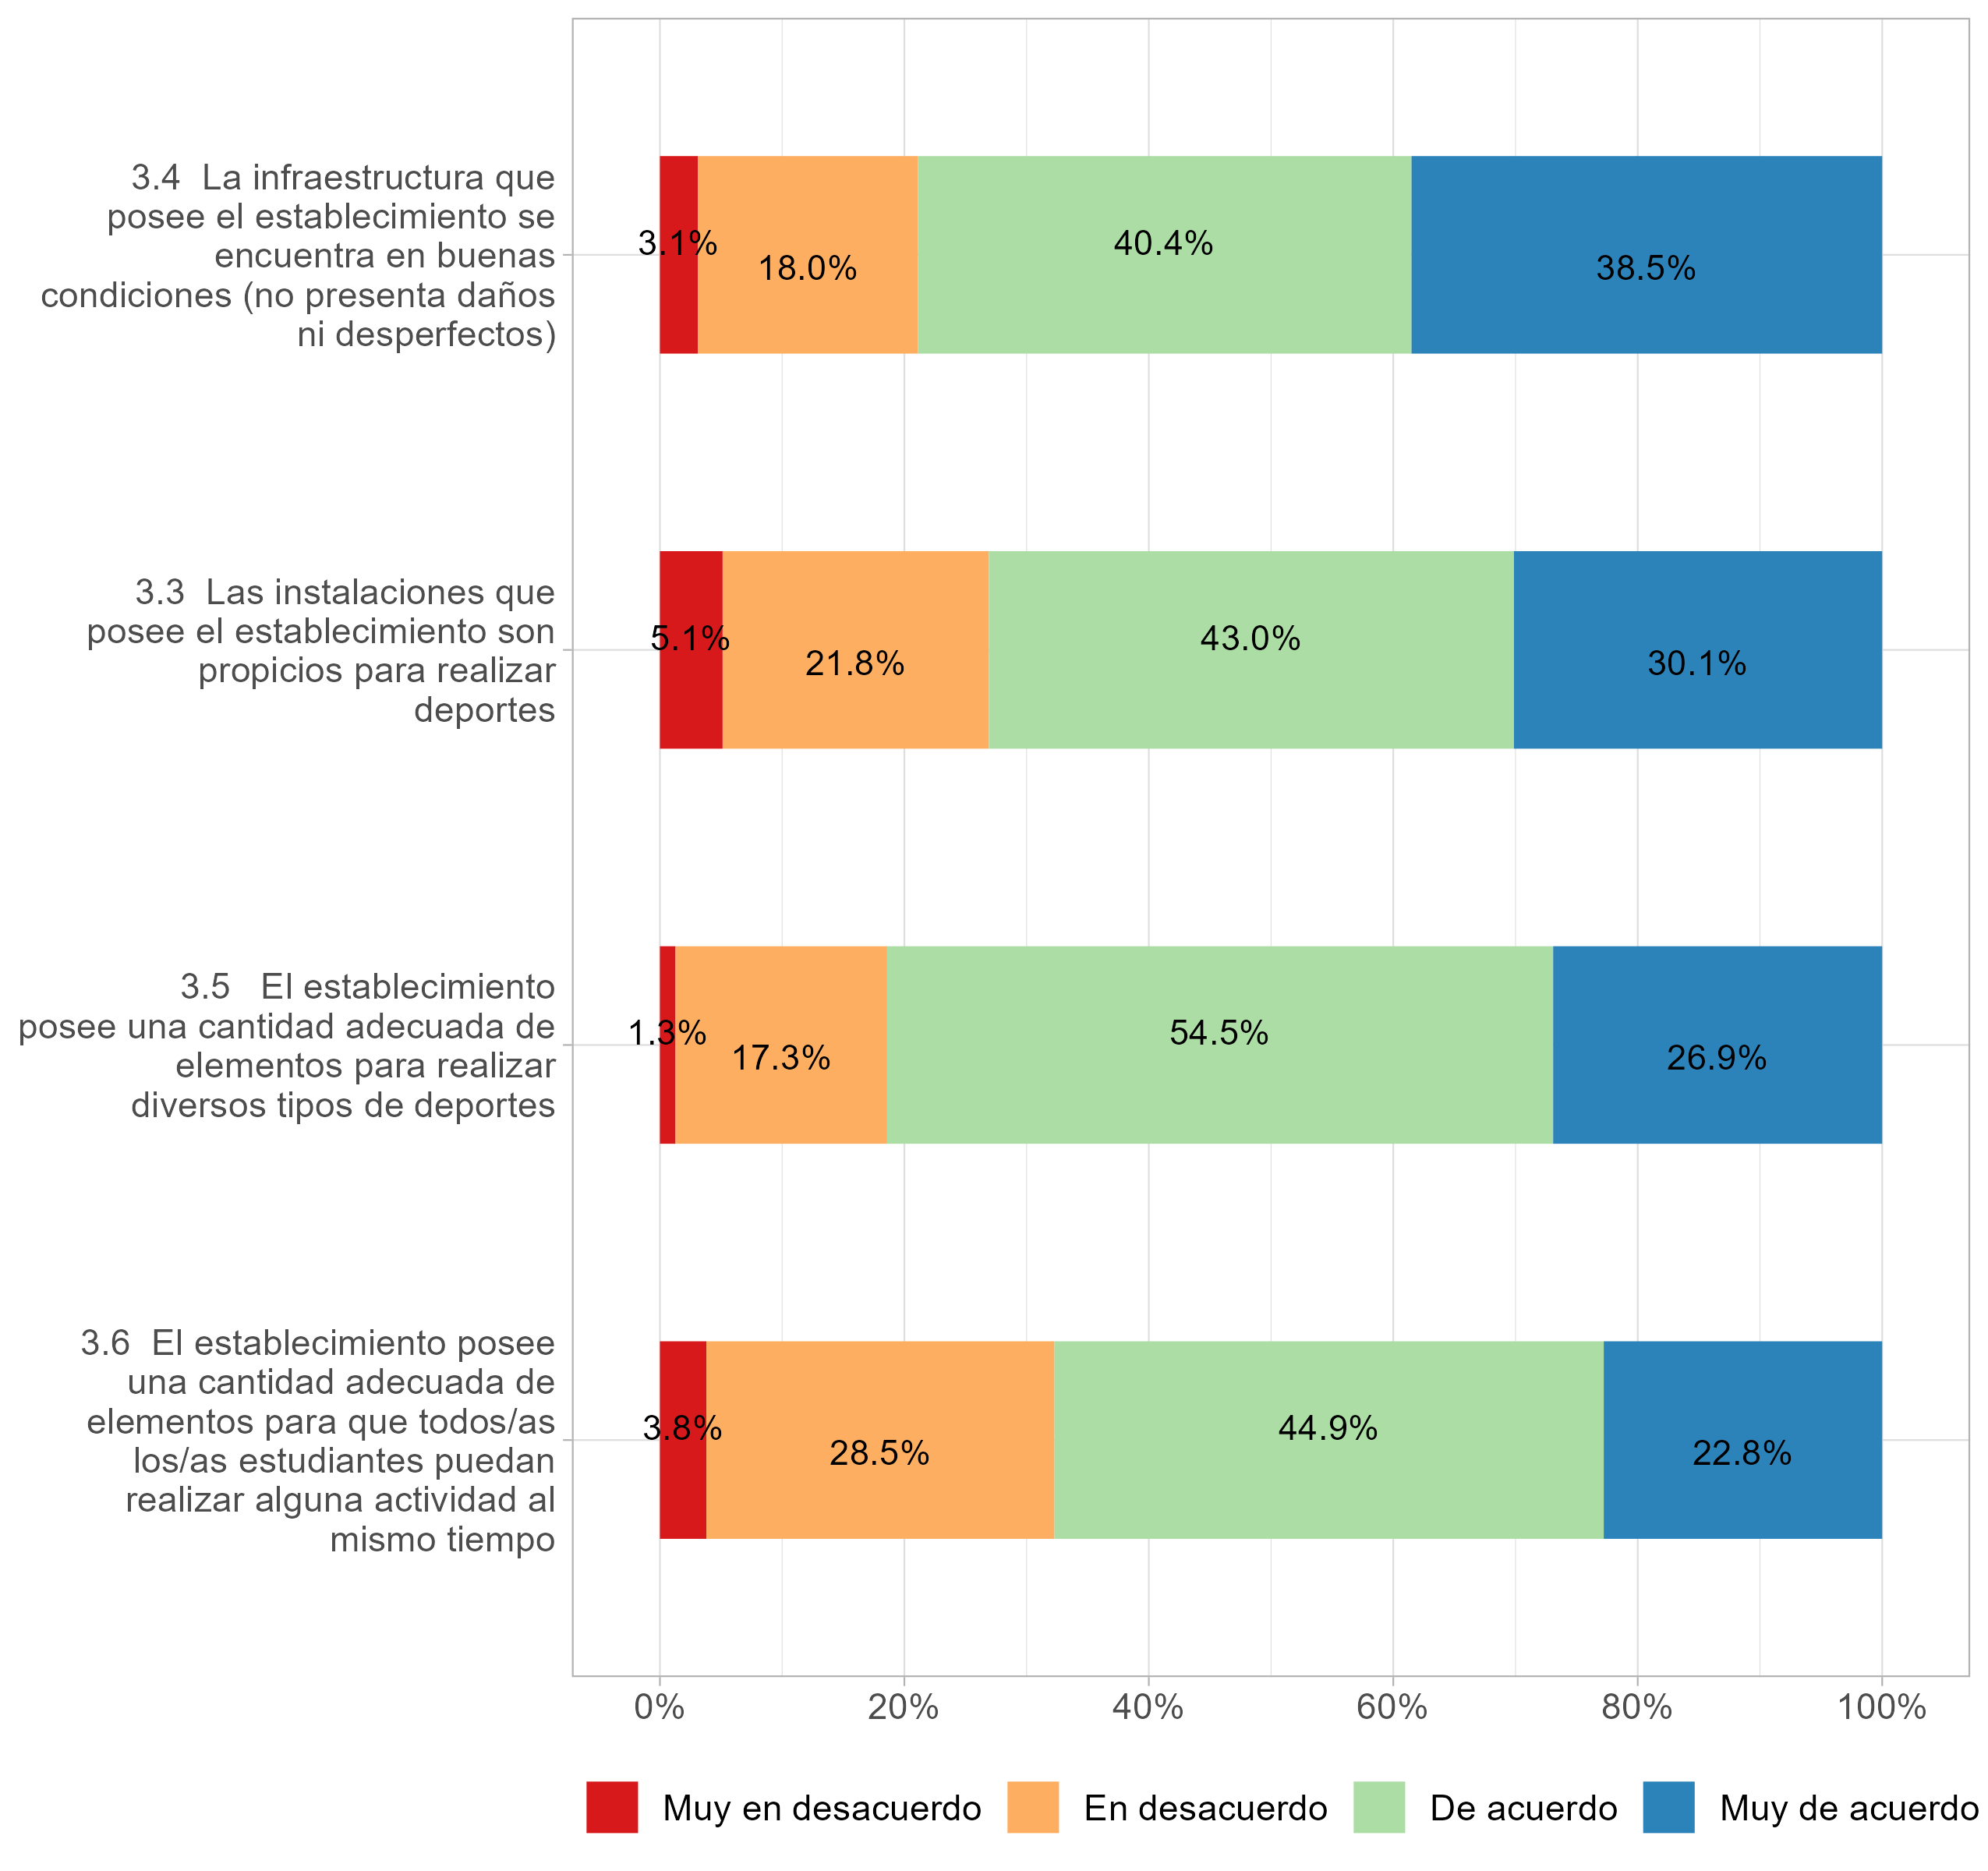 3.4  La infraestructura que
posee el establecimiento se
encuentra en buenas
condiciones (no presenta daños
ni desperfectos)
3.1%
18.0%
40.4%
38.5%
3.3  Las instalaciones que
posee el establecimiento son
propicios para realizar
deportes
5.1%
21.8%
43.0%
30.1%
3.5   El establecimiento
posee una cantidad adecuada de
elementos para realizar
diversos tipos de deportes
1.3%
17.3%
54.5%
26.9%
3.6  El establecimiento posee
una cantidad adecuada de
elementos para que todos/as
los/as estudiantes puedan
realizar alguna actividad al
mismo tiempo
3.8%
28.5%
44.9%
22.8%
0% 20% 40% 60% 80% 100%
Muy en desacuerdo En desacuerdo De acuerdo Muy de acuerdo